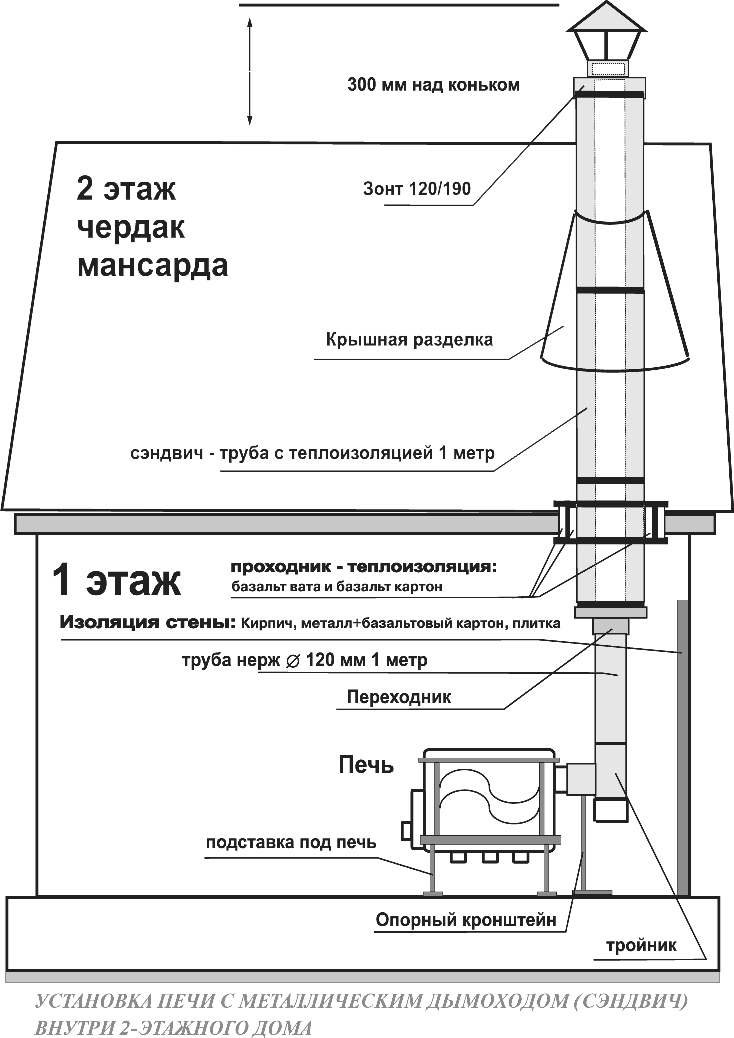 300 мм над коньком
2 этаж
чердак
мансарда
Зонт 120/190
Крышная разделка
сэндвич - труба с теплоизоляцией 1 метр
1 этаж
проходник - теплоизоляция:
базальт вата и базальт картон
Изоляция стены: Кирпич, металл+базальтовый картон, плитка
труба нерж ⌀ 120 мм 1 метр
Переходник
Печь
подставка под печь
Опорный кронштейн
тройник
УСТАНОВКА ПЕЧИ С МЕТАЛЛИЧЕСКИМ ДЫМОХОДОМ (СЭНДВИЧ)
ВНУТРИ 2-ЭТАЖНОГО ДОМА